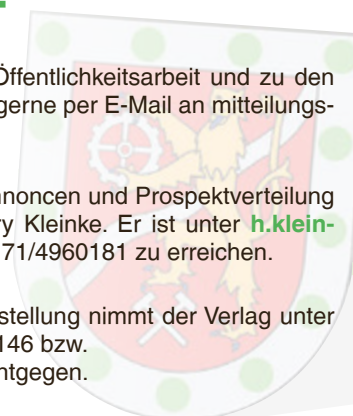 Öffentlichkeitsarbeit und zu den
gerne per E-Mail an mitteilungs-
nnoncen und Prospektverteilung
ry Kleinke. Er ist unter h.klein-
71/4960181 zu erreichen.
stellung nimmt der Verlag unter
146 bzw.
ntgegen.